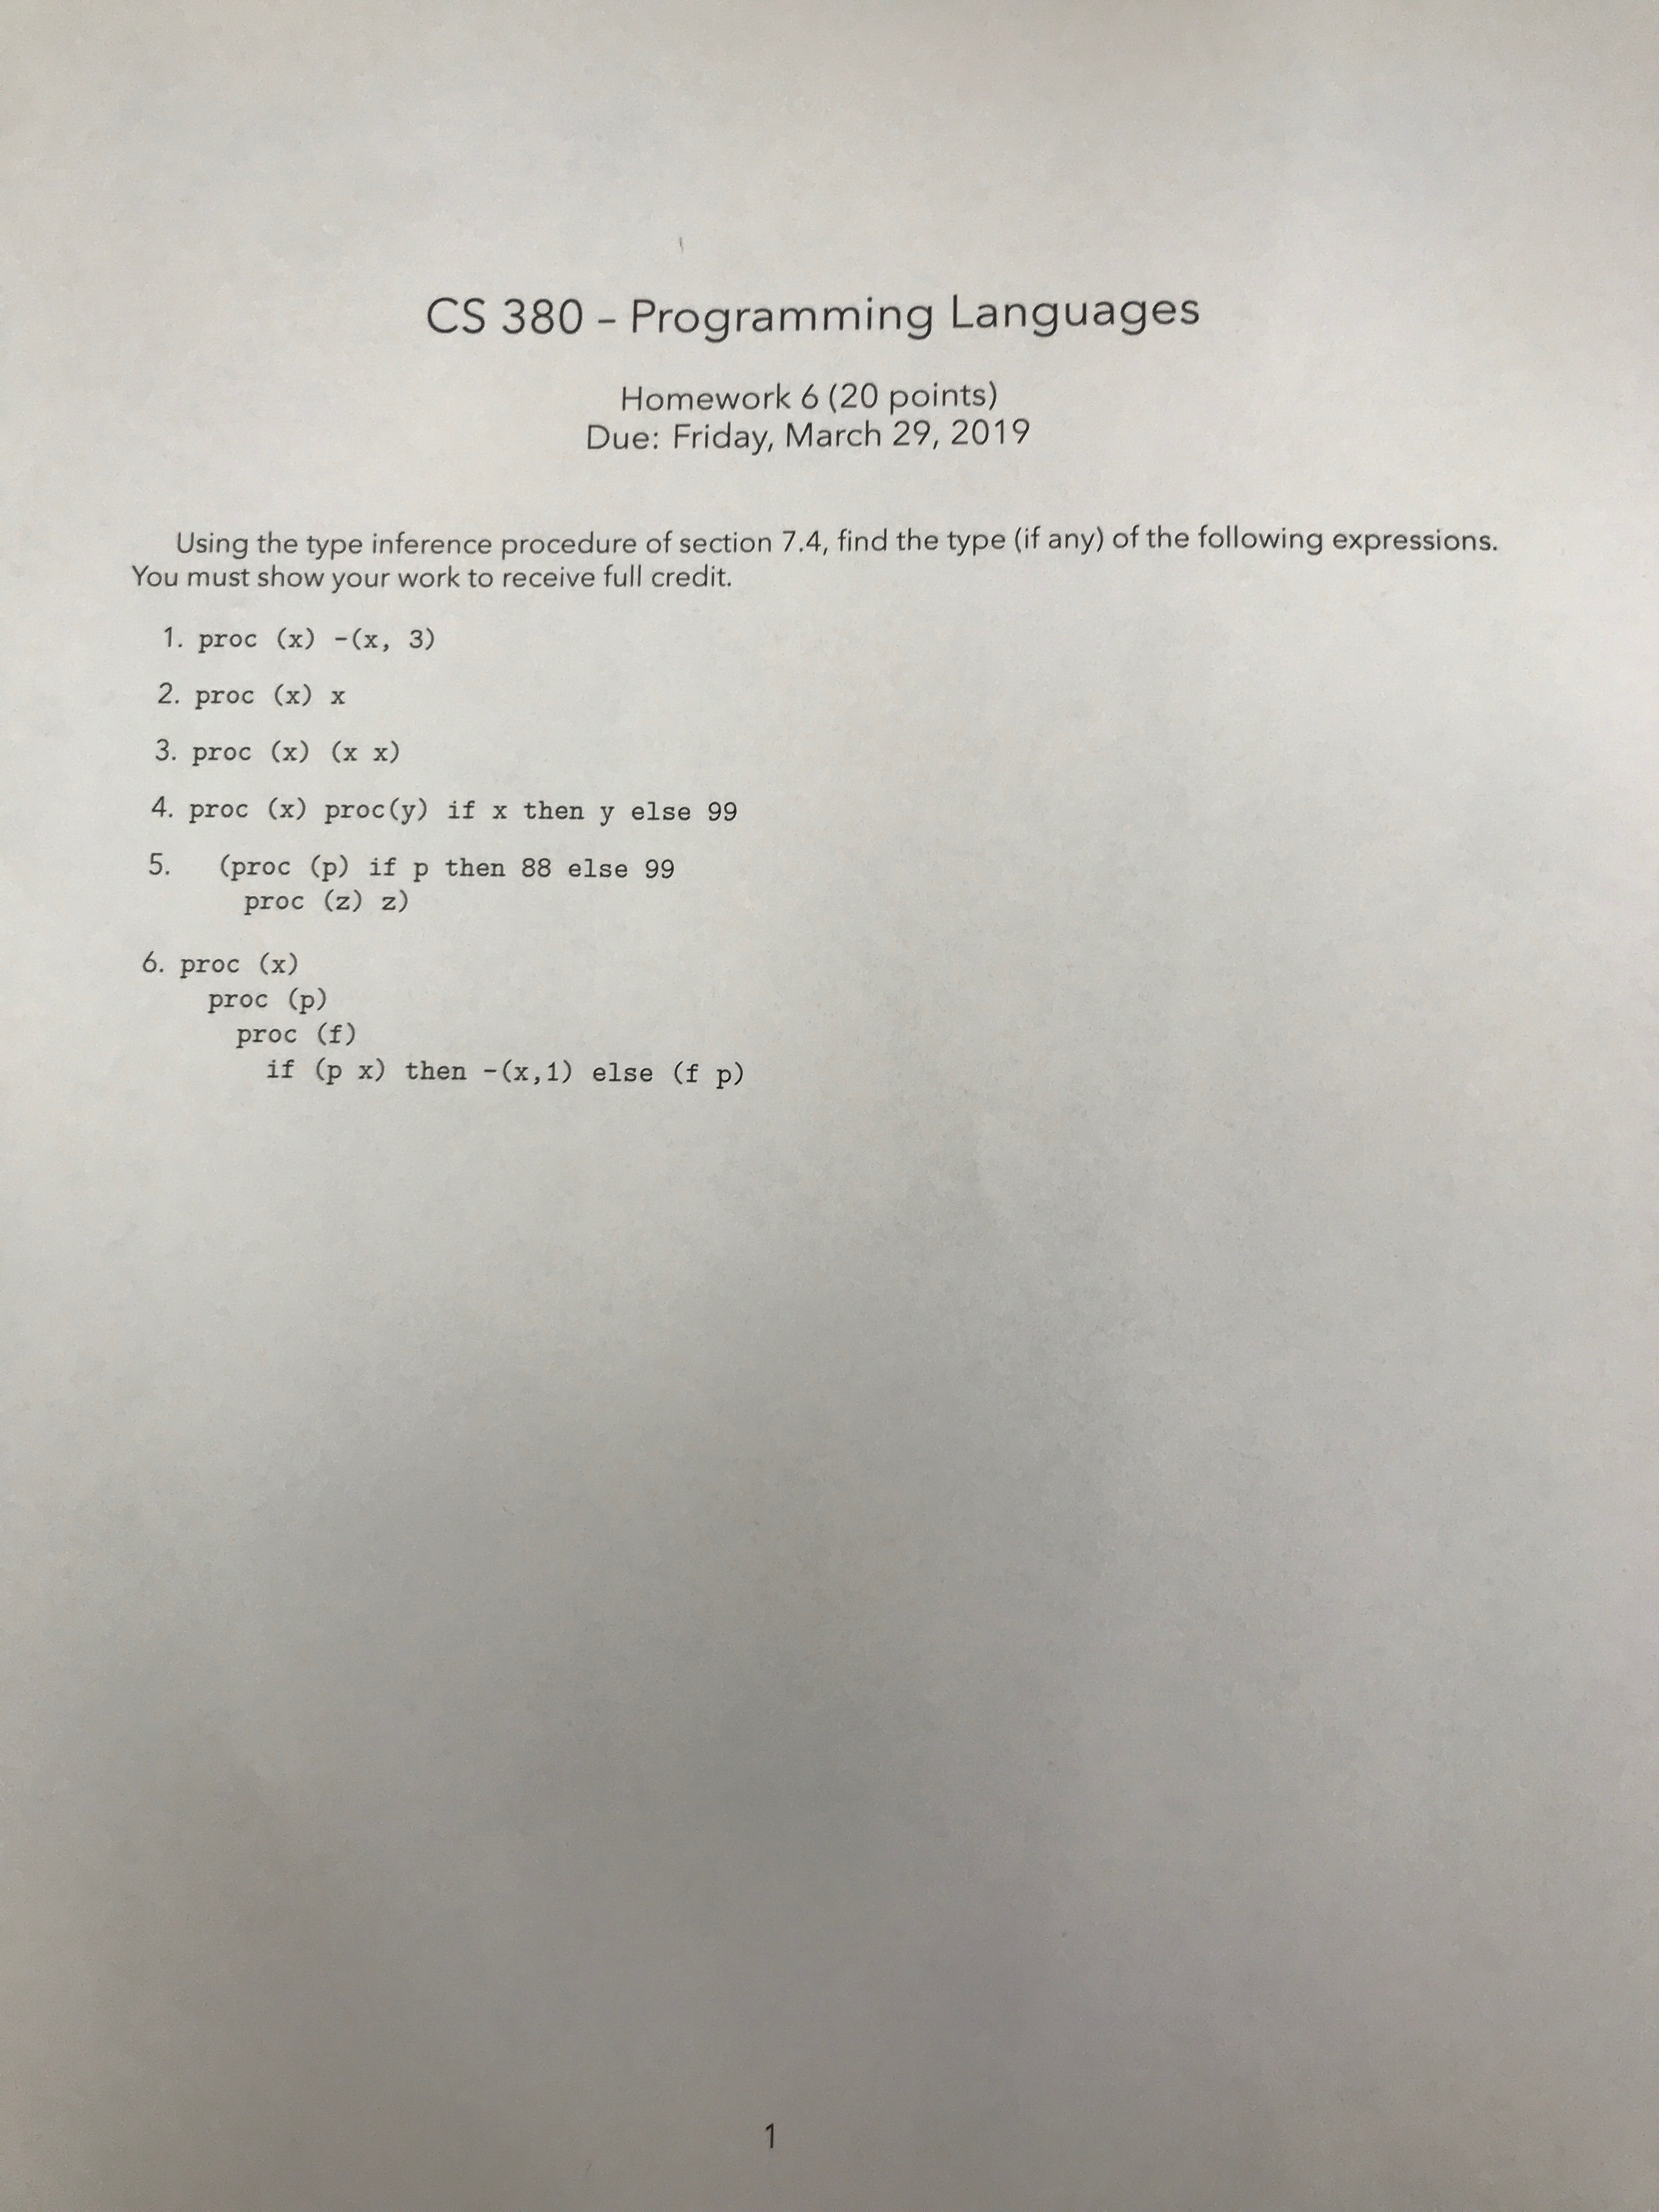 CS 380 – Programming Languages
Homework 6 (20 points)
Due: Friday, March 29, 2019
Using the type inference procedure of section 7.4, find the type (if any) of the following expressions.
You must show your work to receive full credit.
1. proc (x) -(x, 3)
2. proc (x) x
3. proc (x) (x x)
4. proc (x) proc(y) if x then y else 99
5. (proc (p) if p then 88 else 99
proc (z) z)
6. proc (x)
proc (p)
proc (f)
if (p x) then -(x,1) else (f p)
1